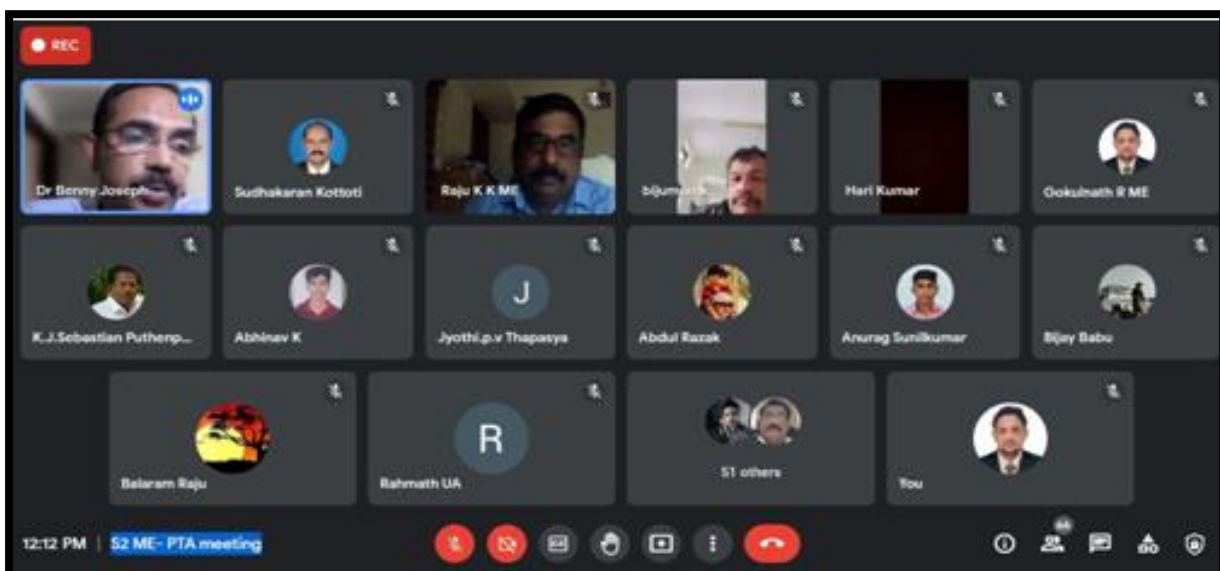 REC
Dr Benny Joseph
Sudhakaran Kottoti
Raju K K ME
Hari Kumar
Gokulnath R ME
K.J.Sebastian Puthenp...
Abhinav K
J
Jyothi.p.v Thapasya
Abdul Razak
Anurag Sunilkumar
Bijay Babu
Balaram Raju
R
Rahmath UA
51 others
You
12:12 PM | S2 ME- PTA meeting